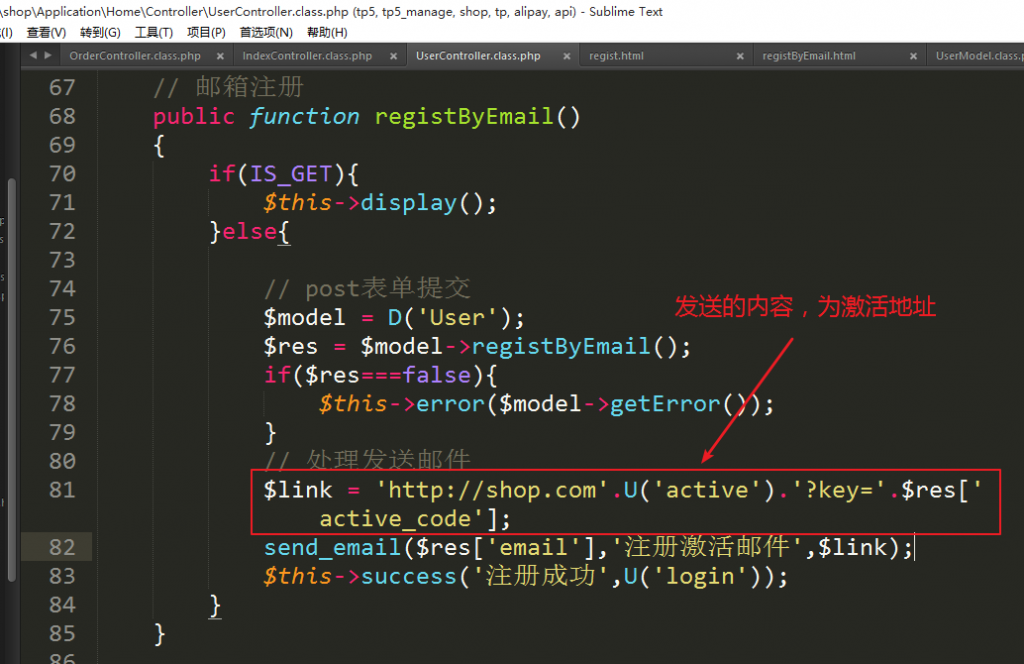 \shop\Application\Home\Controller\UserController.class.php (tp5, tp5_manage, shop, tp, alipay, api) - Sublime Text
(I) 查看(V) 转到(G) 工具(T) 项目(P) 首选项(N) 帮助(H)
OrderController.class.php × IndexController.class.php × UserController.class.php × regist.html × registByEmail.html × UserModel.class.p
67 // 邮箱注册
68 public function registByEmail()
69 {
70 if(IS_GET){
71 $this->display();
72 }else{
73
74 // post表单提交
发送的内容，为激活地址
75 $model = D('User');
76 $res = $model->registByEmail();
77 if($res===false){
78 $this->error($model->getError());
79 }
80 // 处理发送邮件
81 $link = 'http://shop.com'.U('active').'?key='.$res['
active_code'];
82 send_email($res['email'],'注册激活邮件',$link);
83 $this->success('注册成功',U('login'));
84 }
85 }
86